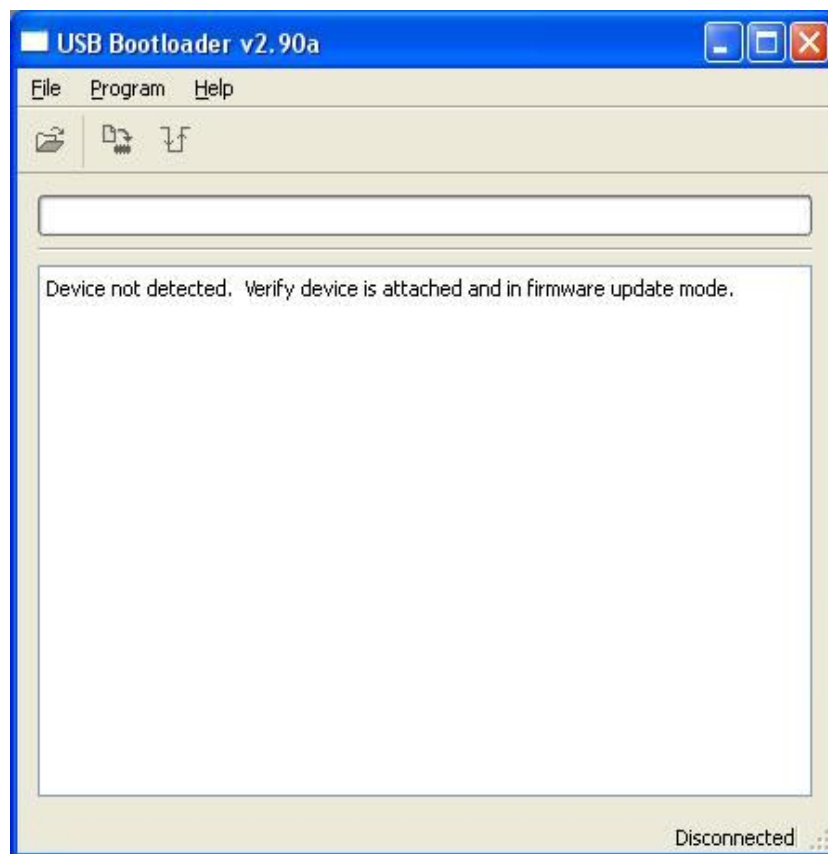 USB Bootloader v2.90a
File Program Help
Device not detected. Verify device is attached and in firmware update mode.
Disconnected